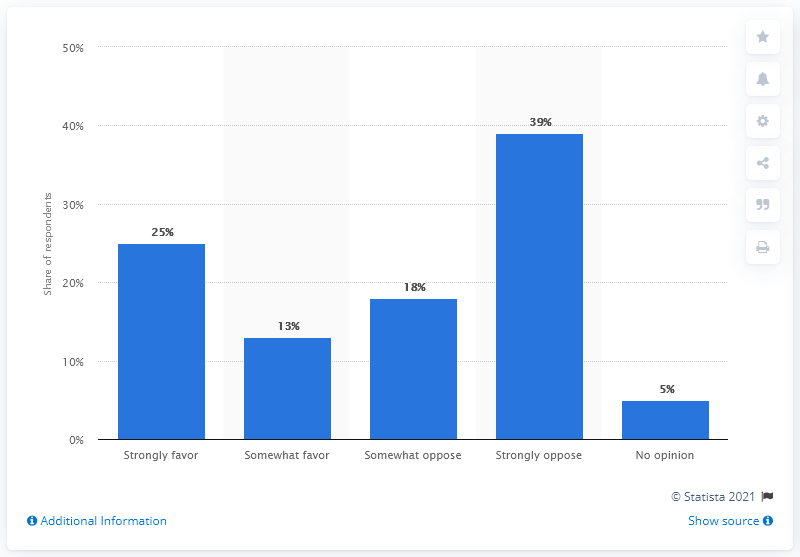 50%
40%
30%
20%
10%
0%
Share of respondents
25%
13%
18%
39%
5%
Strongly favor
Somewhat favor
Somewhat oppose
Strongly oppose
No opinion
© Statista 2021
Additional Information
Show source